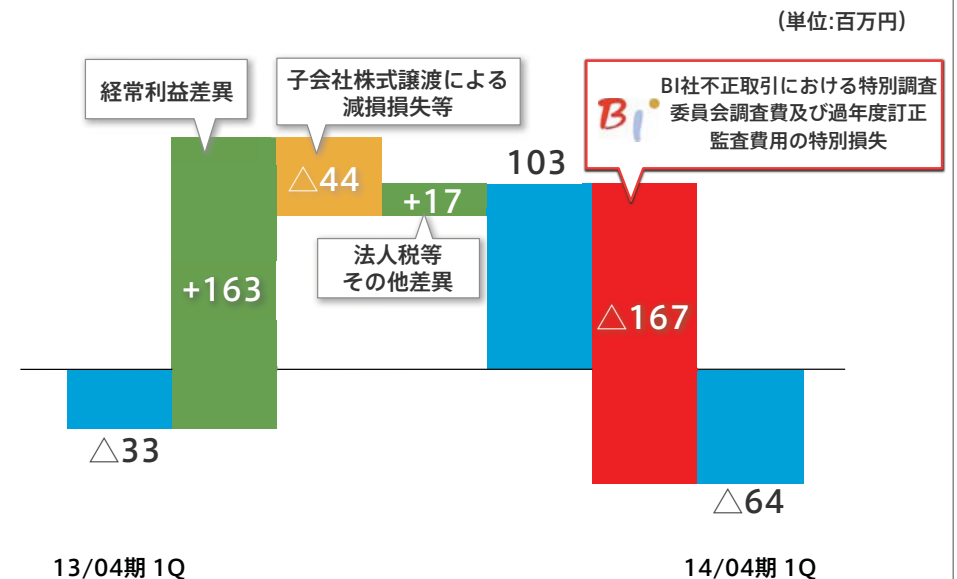 (単位:百万円)
経常利益差異
子会社株式譲渡による
減損損失等
BI
BI社不正取引における特別調査
委員会調査費及び過年度訂正
監査費用の特別損失
103
△44
+17
法人税等
その他差異
+163
△167
△33
△64
13/04期 1Q
14/04期 1Q